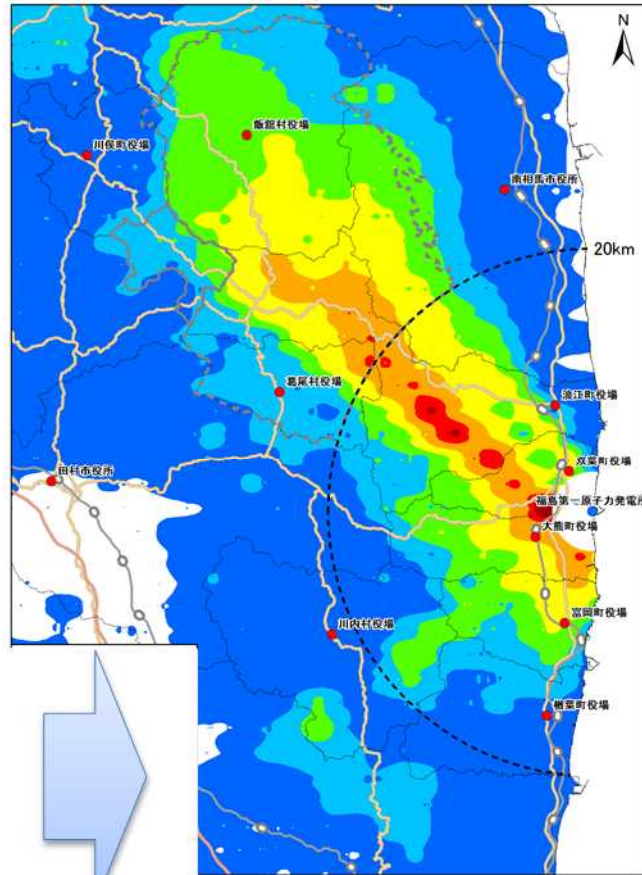 N
飯舘村役場
川俣町役場
南相馬市役所
20km
葛尾村役場
浪江町役場
双葉町役場
田村市役所
福島第一原子力発電所
大熊町役場
富岡町役場
川内村役場
楢葉町役場